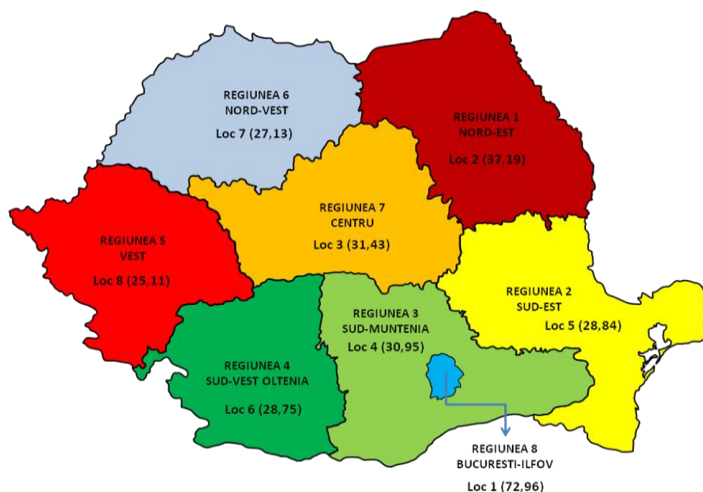 REGIUNEA 6
NORD-VEST
Loc 7 (27,13)
REGIUNEA 1
NORD-EST
Loc 2 (37,19)
REGIUNEA 7
CENTRU
Loc 3 (31,43)
REGIUNEA 5
VEST
Loc 8 (25,11)
REGIUNEA 2
SUD-EST
Loc 5 (28,84)
REGIUNEA 3
SUD-MUNTENIA
Loc 4 (30,95)
REGIUNEA 4
SUD-VEST OLTENIA
Loc 6 (28,75)
REGIUNEA 8
BUCURESTI-ILFOV
Loc 1 (72,96)